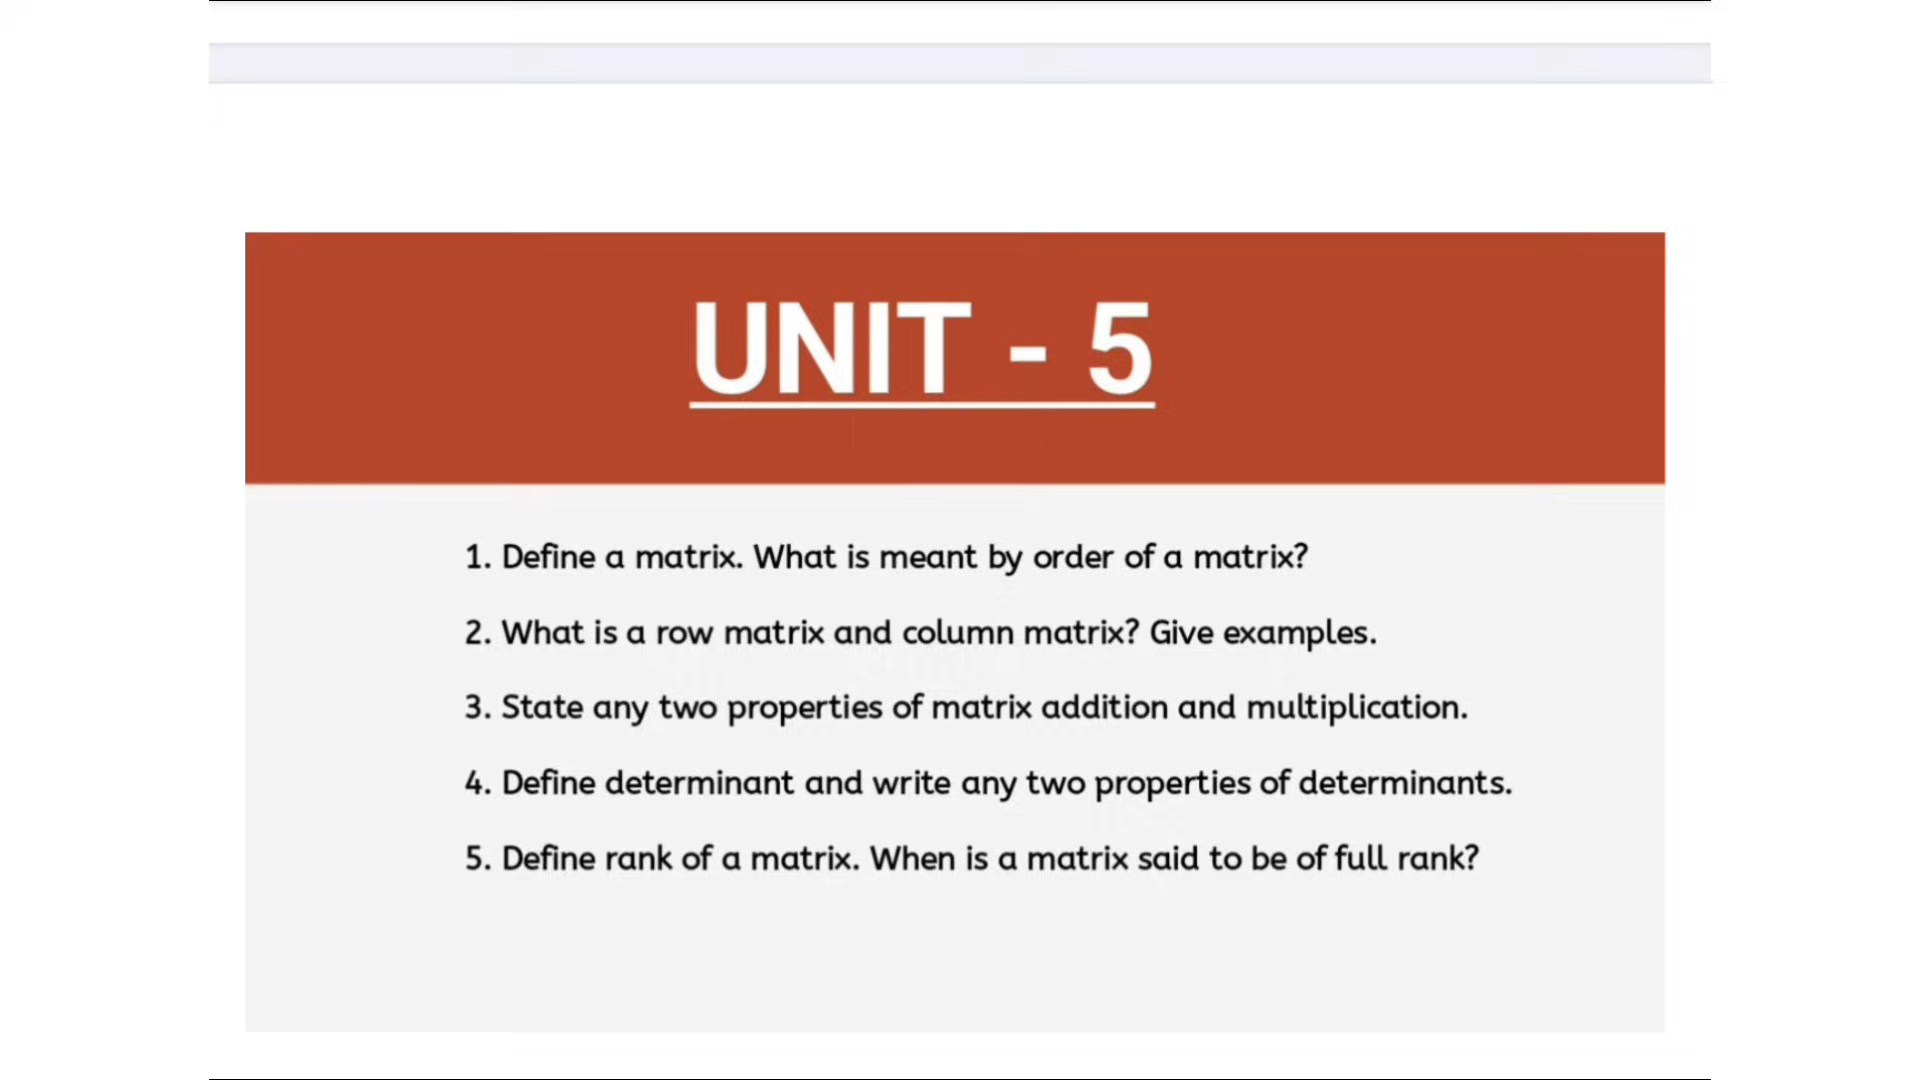 UNIT - 5
1. Define a matrix. What is meant by order of a matrix?
2. What is a row matrix and column matrix? Give examples.
3. State any two properties of matrix addition and multiplication.
4. Define determinant and write any two properties of determinants.
5. Define rank of a matrix. When is a matrix said to be of full rank?